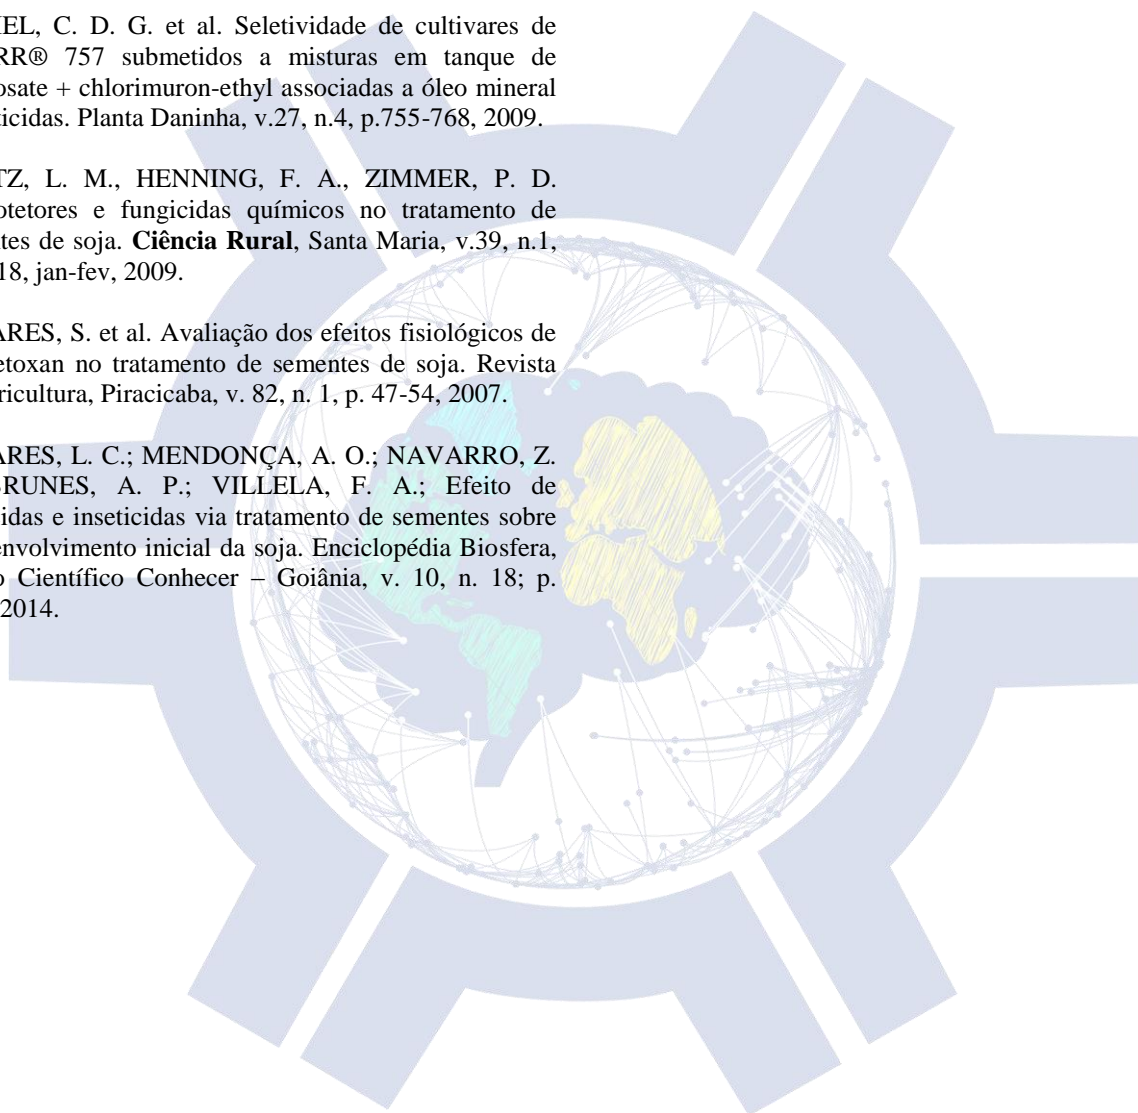 IEL, C. D. G. et al. Seletividade de cultivares de
RR® 757 submetidos a misturas em tanque de
osate + chlorimuron-ethyl associadas a óleo mineral
ticidas. Planta Daninha, v.27, n.4, p.755-768, 2009.
TZ, L. M., HENNING, F. A., ZIMMER, P. D.
otetores e fungicidas químicos no tratamento de
ntes de soja. Ciência Rural, Santa Maria, v.39, n.1,
18, jan-fev, 2009.
ARES, S. et al. Avaliação dos efeitos fisiológicos de
etoxan no tratamento de sementes de soja. Revista
ricultura, Piracicaba, v. 82, n. 1, p. 47-54, 2007.
ARES, L. C.; MENDONÇA, A. O.; NAVARRO, Z.
BRUNES, A. P.; VILLELA, F. A.; Efeito de
idas e inseticidas via tratamento de sementes sobre
envolvimento inicial da soja. Enciclopédia Biosfera,
o Científico Conhecer – Goiânia, v. 10, n. 18; p.
2014.